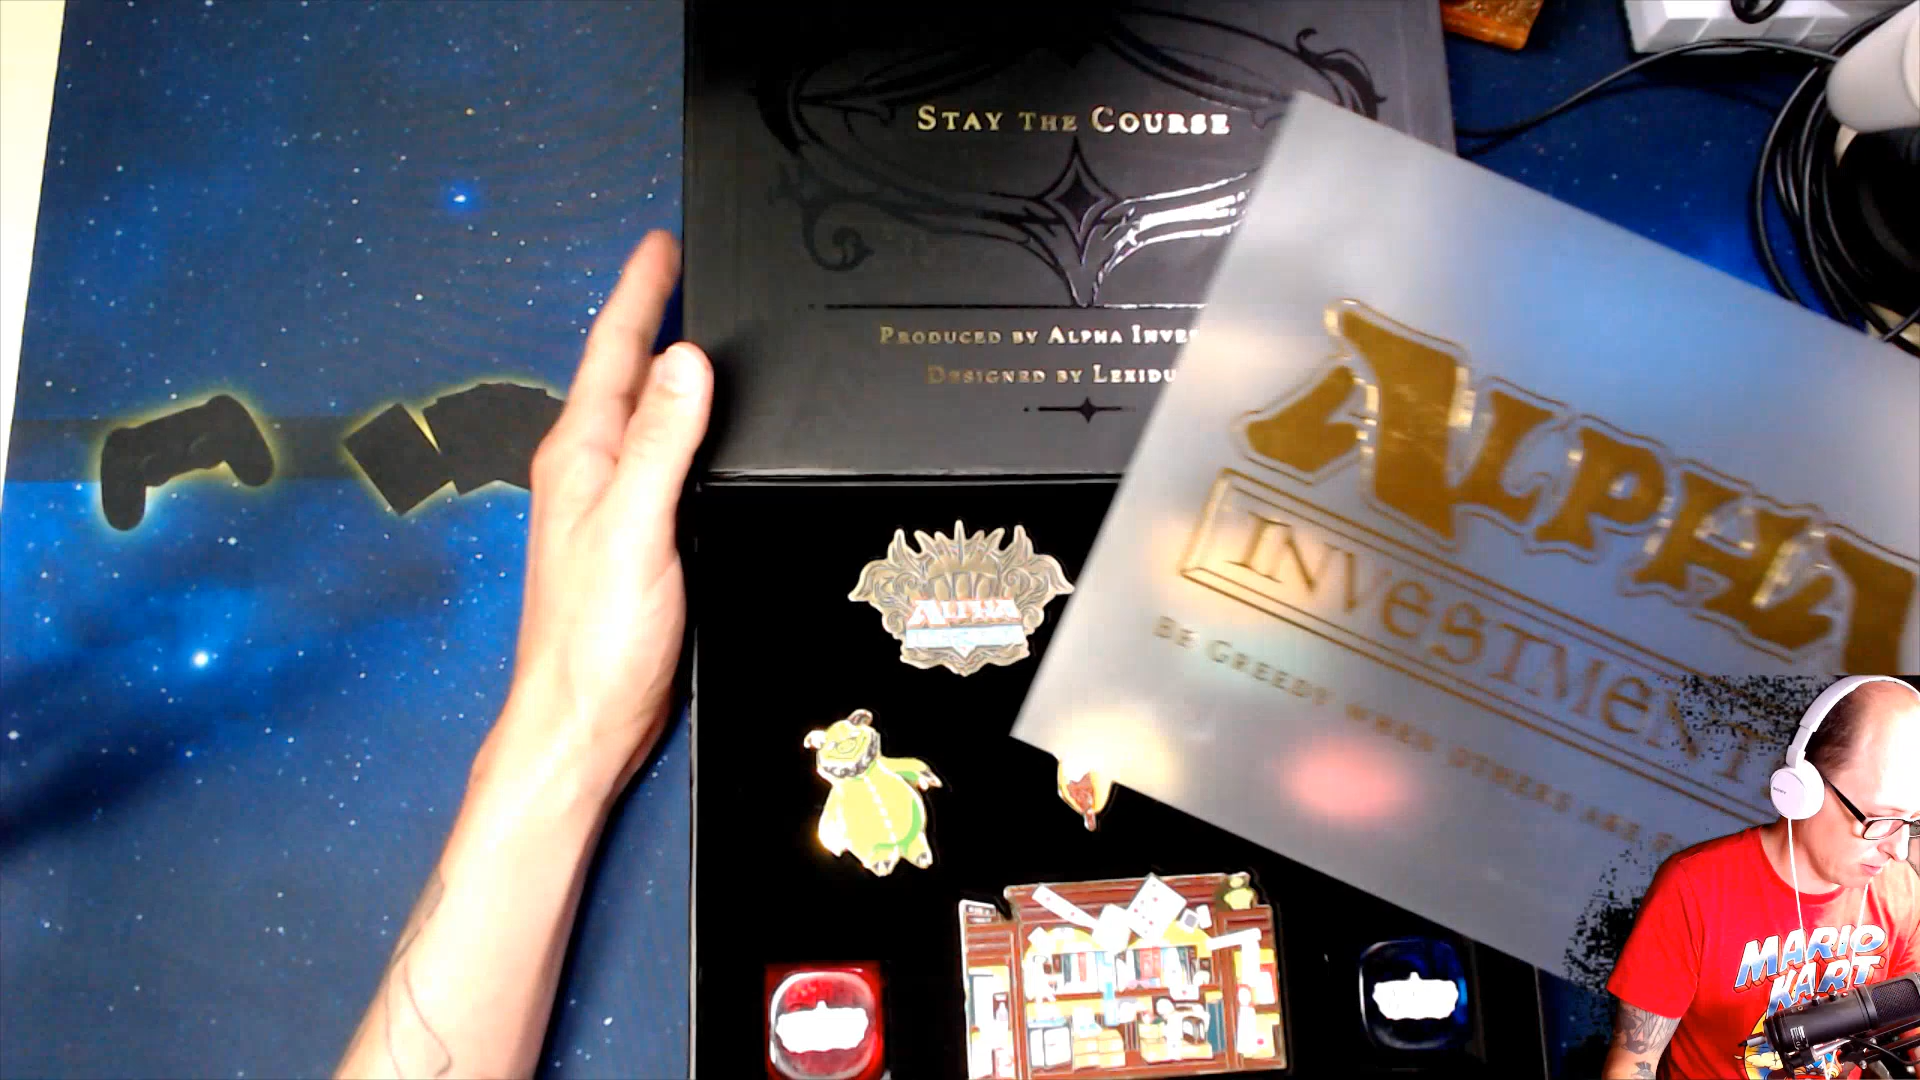 STAY THE COURSE
PRODUCED BY ALPHA INVES
DESIGNED BY LEXIDU
ALPHA
INVESTMENT
BE GREEDY WHEN OTHERS ARE
ALPHA
MARIO
KART